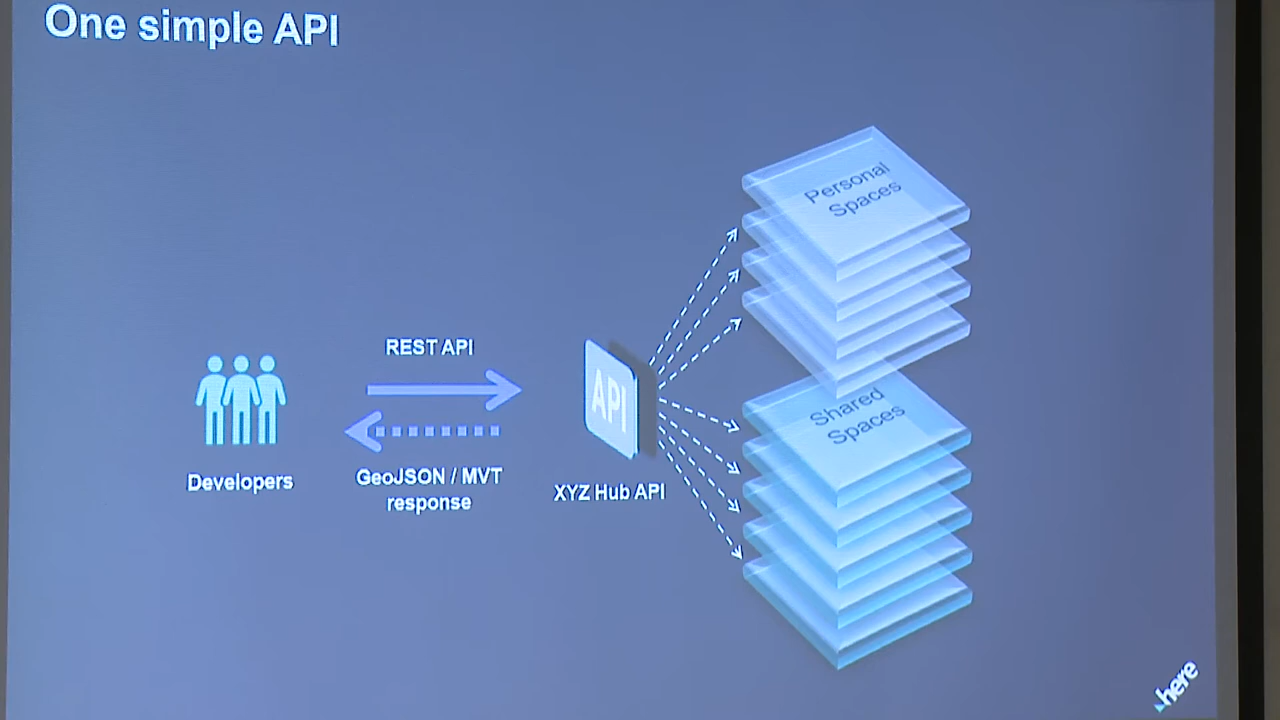 One simple API
Personal
Spaces
REST API
API
Shared
Spaces
Developers
GeoJSON / MVT
response
XYZ Hub API
here